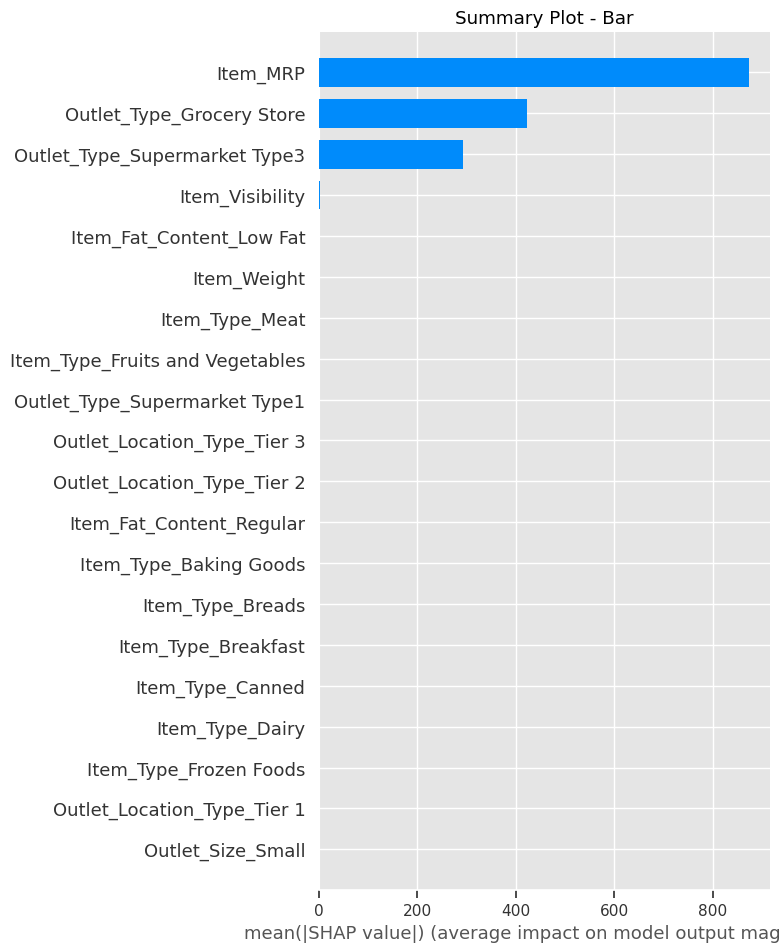 Summary Plot - Bar
Item_MRP
Outlet_Type_Grocery Store
Outlet_Type_Supermarket Type3
Item_Visibility
Item_Fat_Content_Low Fat
Item_Weight
Item_Type_Meat
Item_Type_Fruits and Vegetables
Outlet_Type_Supermarket Type1
Outlet_Location_Type_Tier 3
Outlet_Location_Type_Tier 2
Item_Fat_Content_Regular
Item_Type_Baking Goods
Item_Type_Breads
Item_Type_Breakfast
Item_Type_Canned
Item_Type_Dairy
Item_Type_Frozen Foods
Outlet_Location_Type_Tier 1
Outlet_Size_Small
0 200 400 600 800
mean(|SHAP value|) (average impact on model output mag